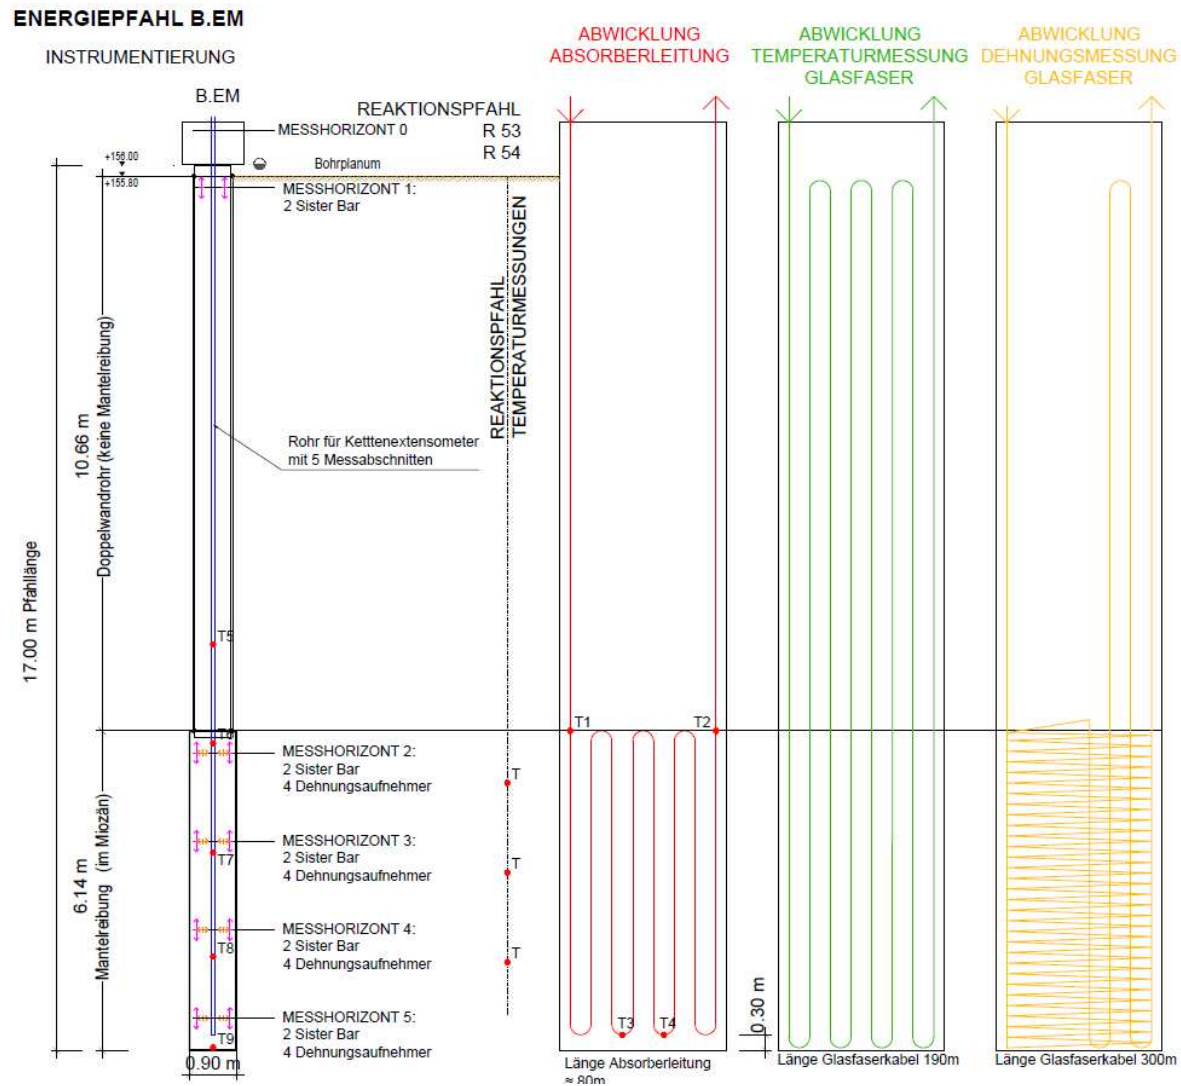 ENERGIEPFAHL B.EM
INSTRUMENTIERUNG
B.EM
REAKTIONSPFAHL
R 53
R 54
MESSHORIZONT 0
+156.00
+155.80
Bohrplanum
MESSHORIZONT 1:
2 Sister Bar
REAKTIONSPFAHL
TEMPERATURMESSUNGEN
10.66 m
Doppelwandrohr (keine Mantelreibung)
17.00 m Pfahllänge
Rohr für Ketttenextensometer
mit 5 Messabschnitten
T5
T6
MESSHORIZONT 2:
2 Sister Bar
4 Dehnungsaufnehmer
T
MESSHORIZONT 3:
2 Sister Bar
4 Dehnungsaufnehmer
T7
T
6.14 m
Mantelreibung (im Miozän)
MESSHORIZONT 4:
2 Sister Bar
4 Dehnungsaufnehmer
T8
T
MESSHORIZONT 5:
2 Sister Bar
4 Dehnungsaufnehmer
T9
0.90 m
ABWICKLUNG
ABSORBERLEITUNG
T1
T2
T3
T4
Länge Absorberleitung
≈ 80m
0.30 m
ABWICKLUNG
TEMPERATURMESSUNG
GLASFASER
Länge Glasfaserkabel 190m
ABWICKLUNG
DEHNUNGSMESSUNG
GLASFASER
Länge Glasfaserkabel 300m